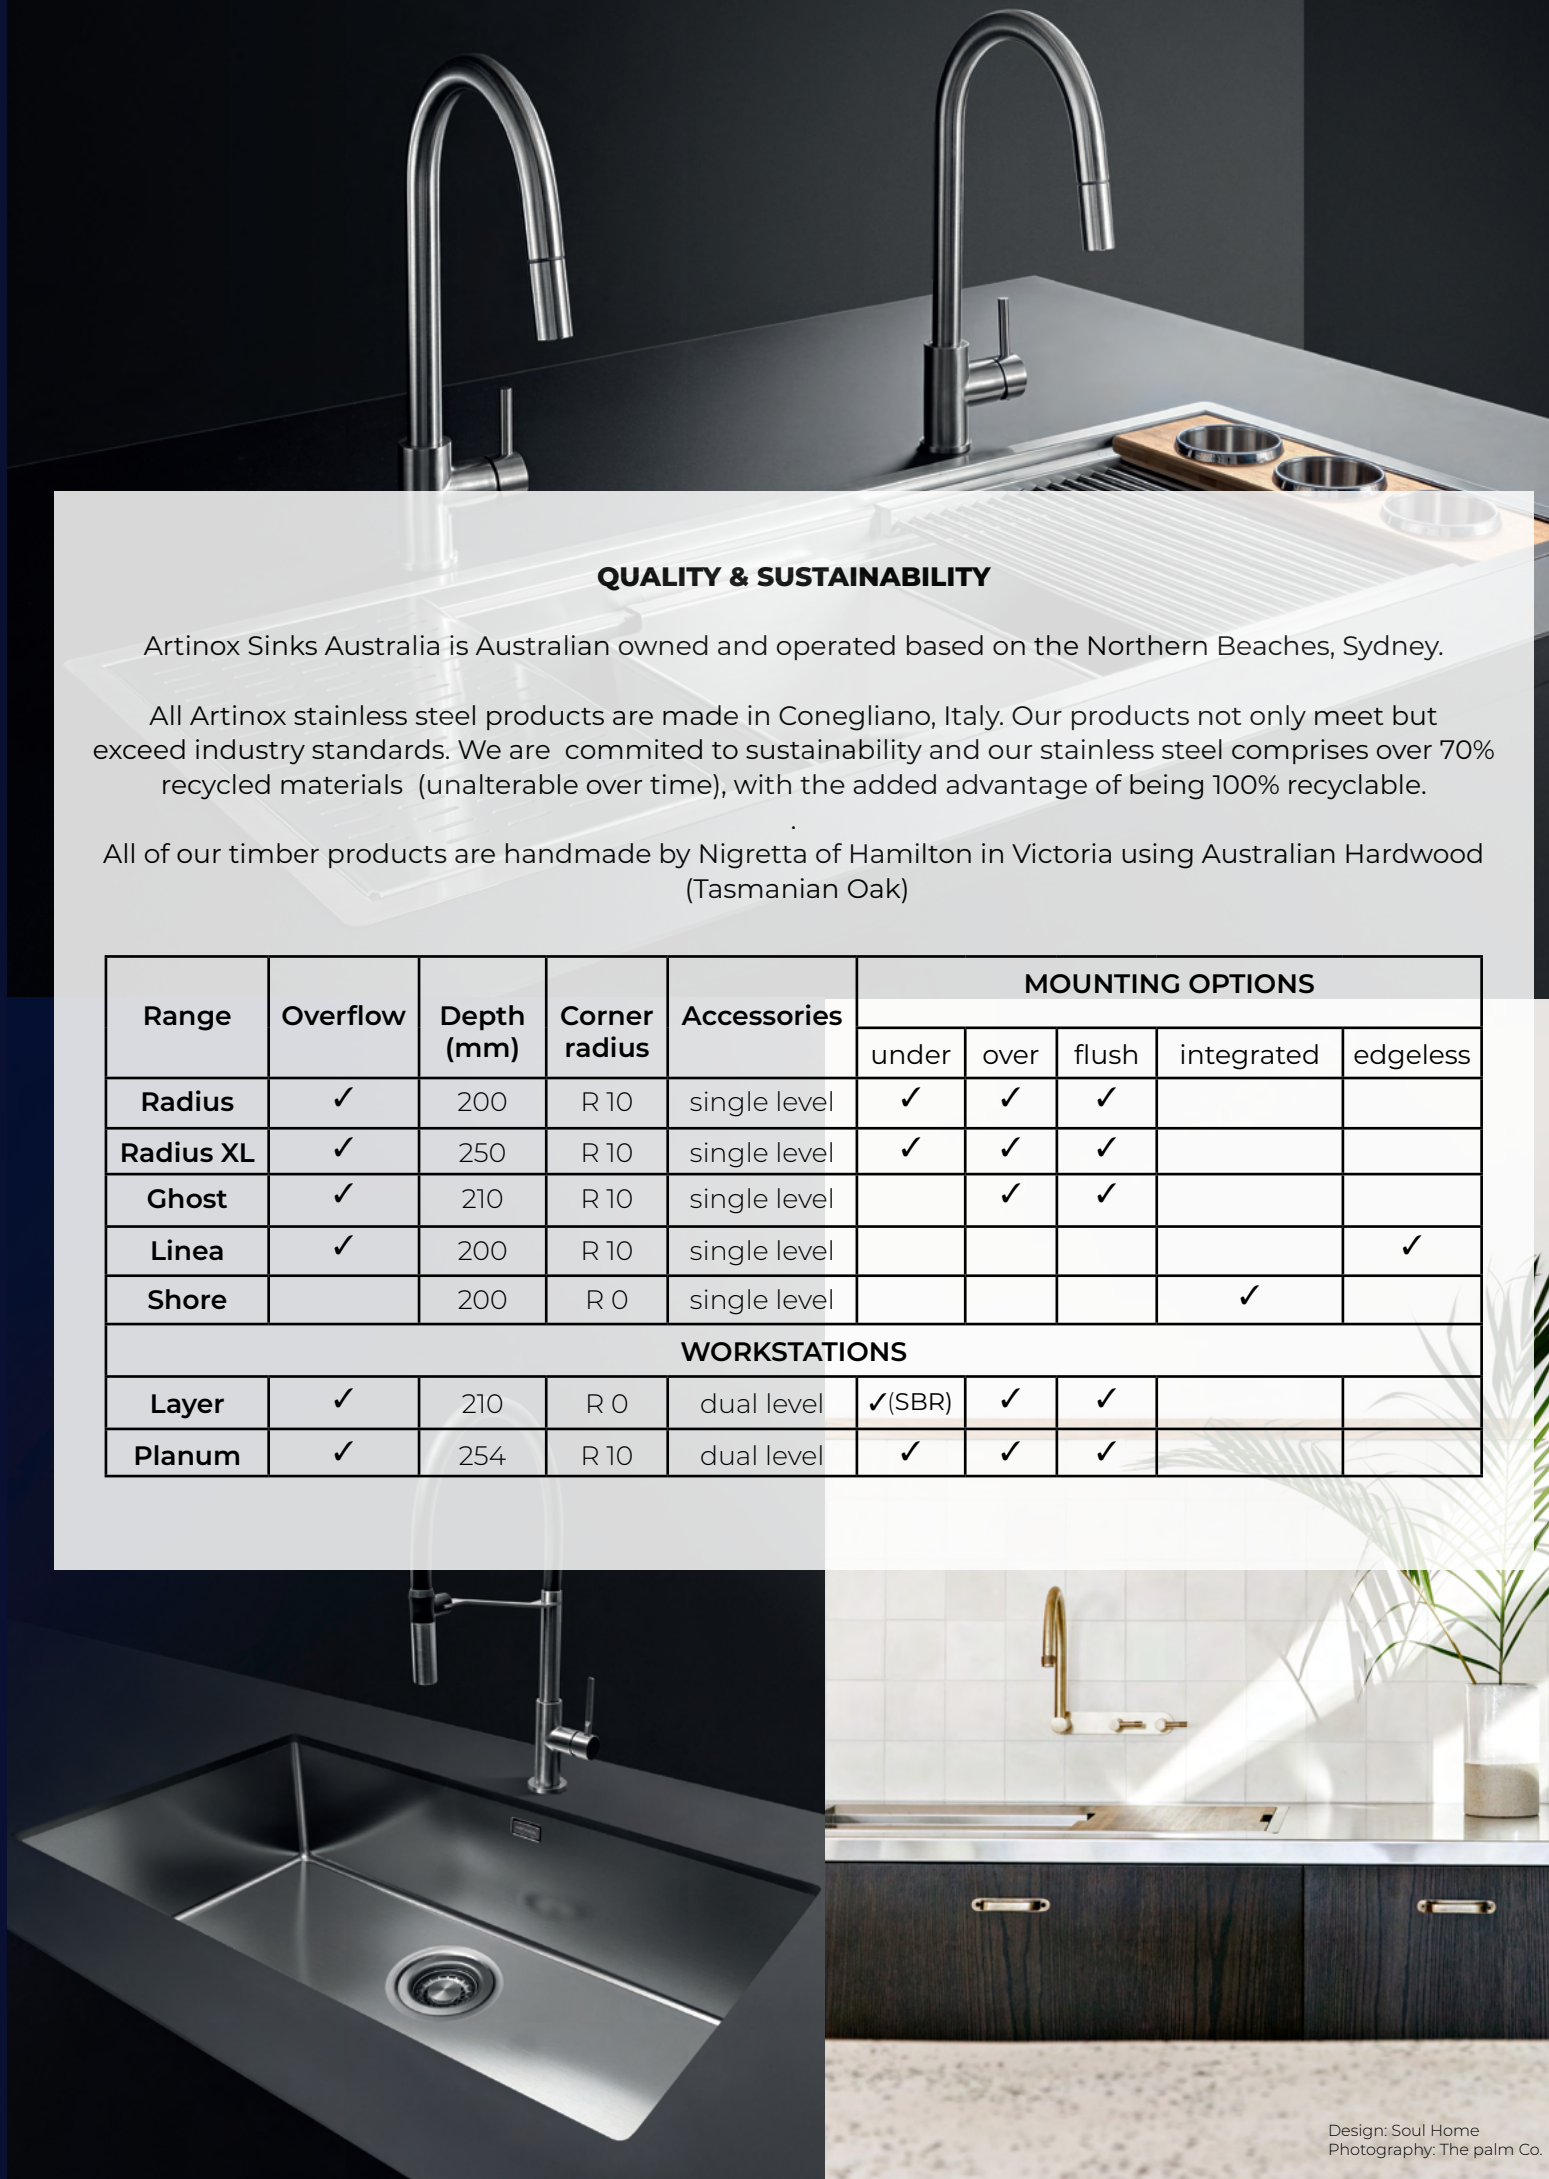 QUALITY & SUSTAINABILITY
Artinox Sinks Australia is Australian owned and operated based on the Northern Beaches, Sydney.
All Artinox stainless steel products are made in Conegliano, Italy. Our products not only meet but
exceed industry standards. We are  commited to sustainability and our stainless steel comprises over 70%
recycled materials  (unalterable over time), with the added advantage of being 100% recyclable.
.
All of our timber products are handmade by Nigretta of Hamilton in Victoria using Australian Hardwood
(Tasmanian Oak)
MOUNTING OPTIONS
Range Overflow Depth (mm) Corner radius Accessories under over flush integrated edgeless
Radius ✓ 200 R 10 single level ✓ ✓ ✓
Radius XL ✓ 250 R 10 single level ✓ ✓ ✓
Ghost ✓ 210 R 10 single level ✓ ✓
Linea ✓ 200 R 10 single level ✓
Shore 200 R 0 single level ✓
WORKSTATIONS
Layer ✓ 210 R 0 dual level ✓(SBR) ✓ ✓
Planum ✓ 254 R 10 dual level ✓ ✓ ✓
Design: Soul Home
Photography: The palm Co.